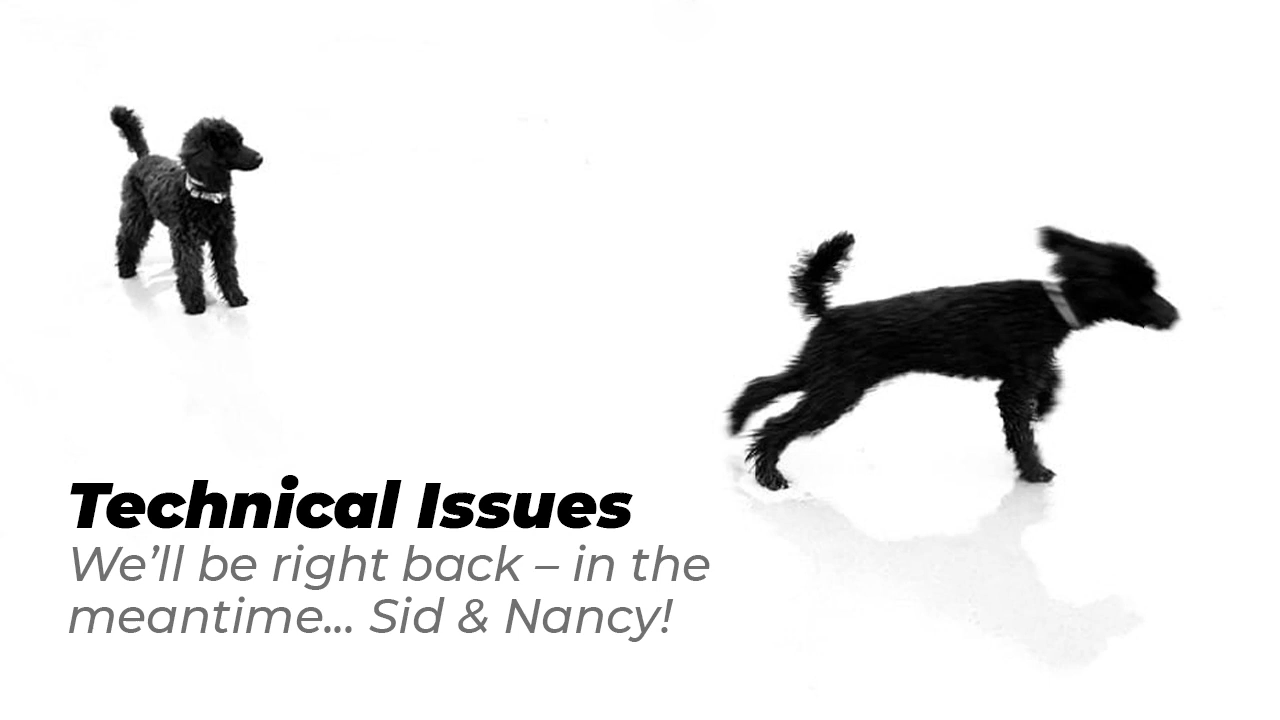 Technical Issues
We’ll be right back – in the
meantime... Sid & Nancy!